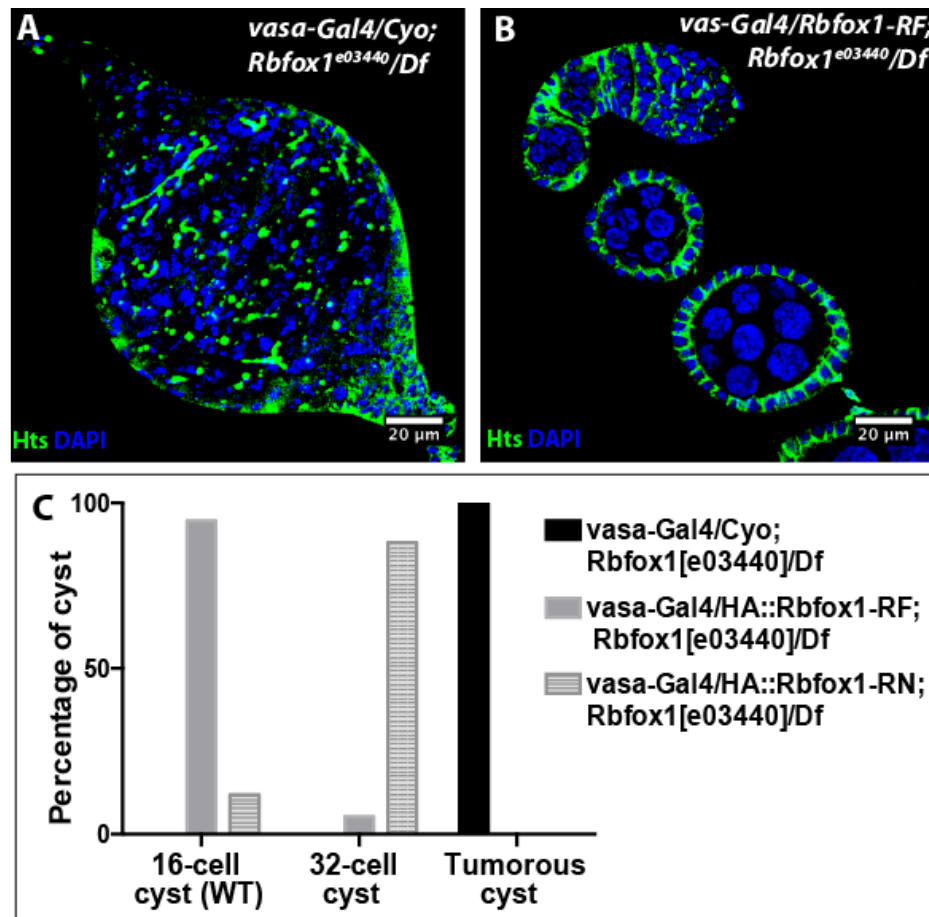 A
vasa-Gal4/Cyo;
Rbfox1e03440/Df
Hts DAPI
20 µm
B
vas-Gal4/Rbfox1-RF;
Rbfox1e03440/Df
Hts DAPI
20 µm
C
Percentage of cyst
100
50
0
16-cell
cyst (WT)
32-cell
cyst
Tumorous
cyst
vasa-Gal4/Cyo;
Rbfox1[e03440]/Df
vasa-Gal4/HA::Rbfox1-RF;
Rbfox1[e03440]/Df
vasa-Gal4/HA::Rbfox1-RN;
Rbfox1[e03440]/Df